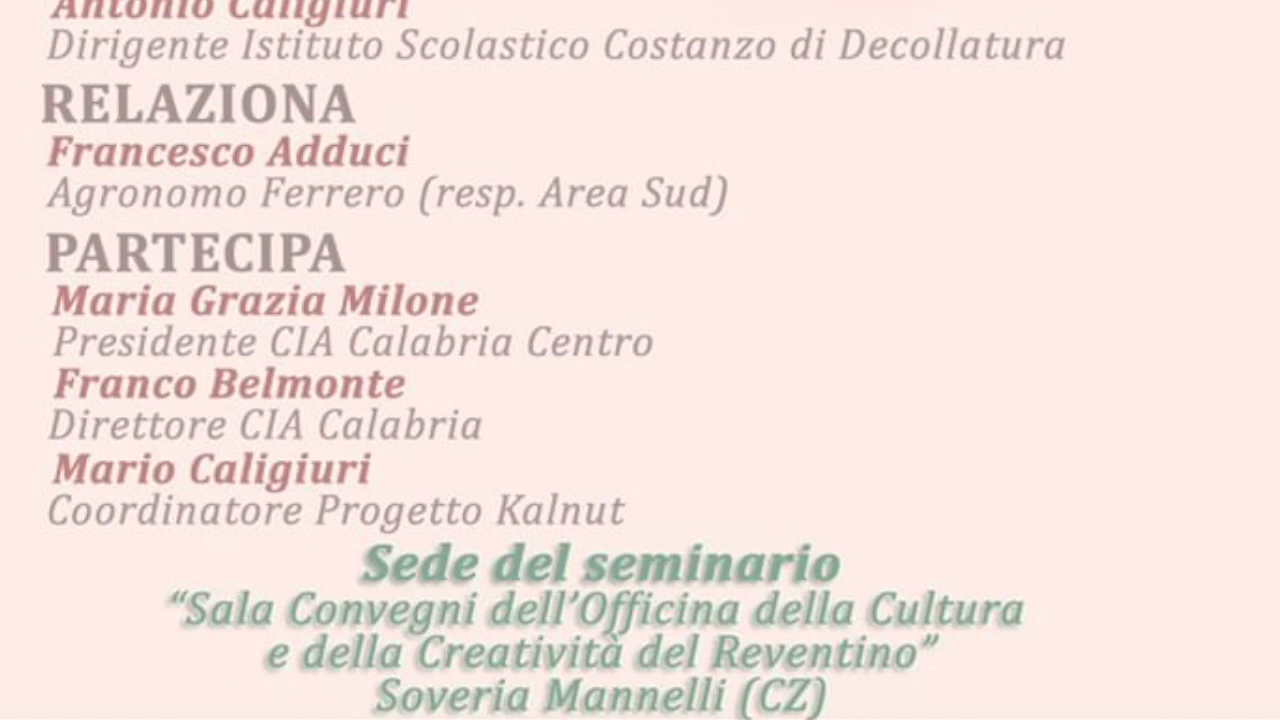 Antonio Caligiuri
Dirigente Istituto Scolastico Costanzo di Decollatura
RELAZIONA
Francesco Adduci
Agronomo Ferrero (resp. Area Sud)
PARTECIPA
Maria Grazia Milone
Presidente CIA Calabria Centro
Franco Belmonte
Direttore CIA Calabria
Mario Caligiuri
Coordinatore Progetto Kalnut
Sede del seminario
“Sala Convegni dell’Officina della Cultura
e della Creatività del Reventino”
Soveria Mannelli (CZ)